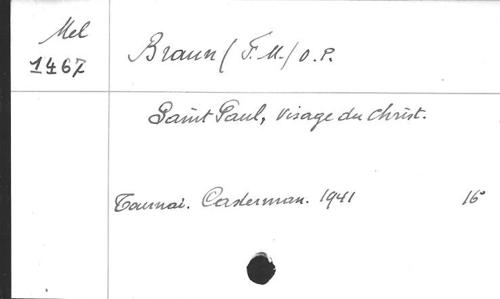 Mel
1467
Braun (F. M.) O. P.
Saint Paul, visage du Christ.
Tournai. Casterman. 1941 16°